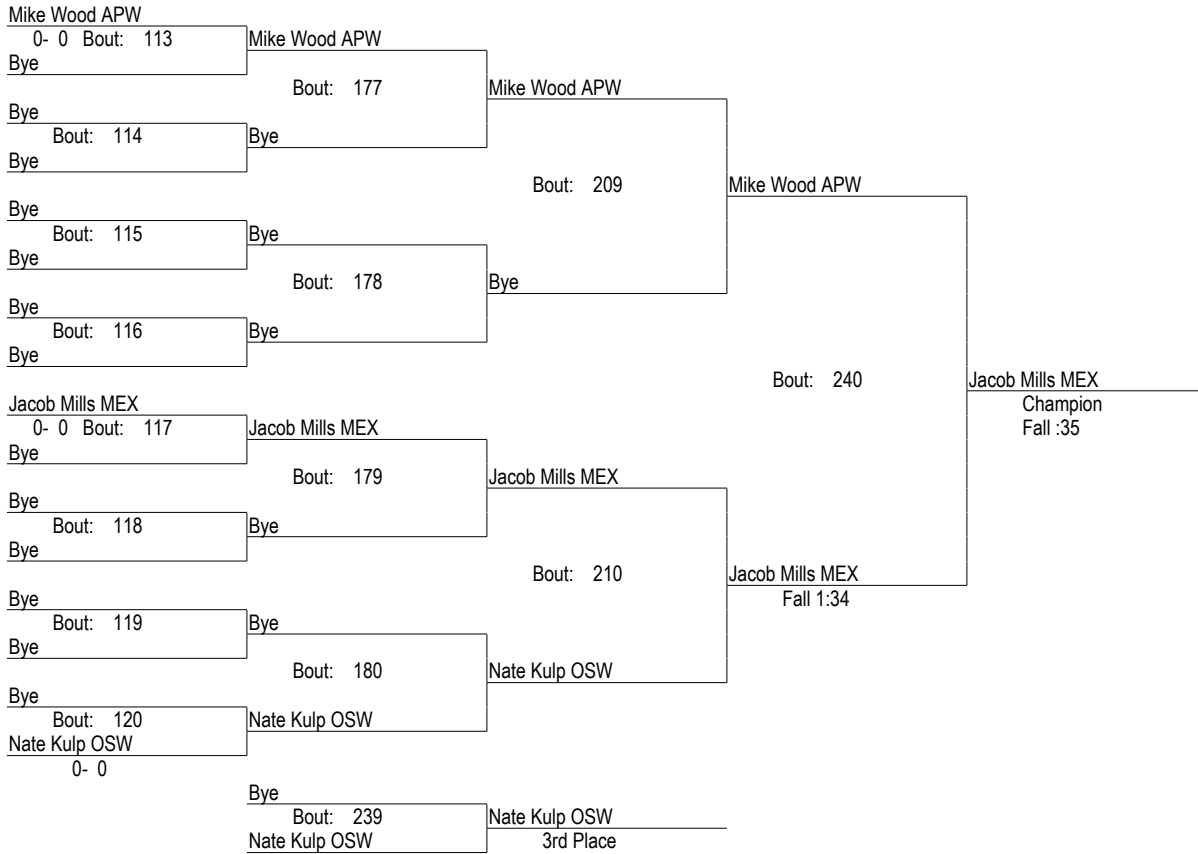 Mike Wood APW
0- 0 Bout: 113
Bye
Bye
Bout: 114
Bye
Bye
Bout: 115
Bye
Bye
Bout: 116
Bye
Jacob Mills MEX
0- 0 Bout: 117
Bye
Bye
Bout: 118
Bye
Bye
Bout: 119
Bye
Bye
Bout: 120
Nate Kulp OSW
0- 0
Mike Wood APW
Bout: 177
Bye
Bye
Bout: 178
Bye
Jacob Mills MEX
Bout: 179
Bye
Bye
Bout: 180
Nate Kulp OSW
Mike Wood APW
Bout: 209
Bye
Jacob Mills MEX
Bout: 210
Nate Kulp OSW
Mike Wood APW
Bout: 240
Jacob Mills MEX
Fall 1:34
Jacob Mills MEX
Champion
Fall :35
Bye
Bout: 239
Nate Kulp OSW
Nate Kulp OSW
3rd Place